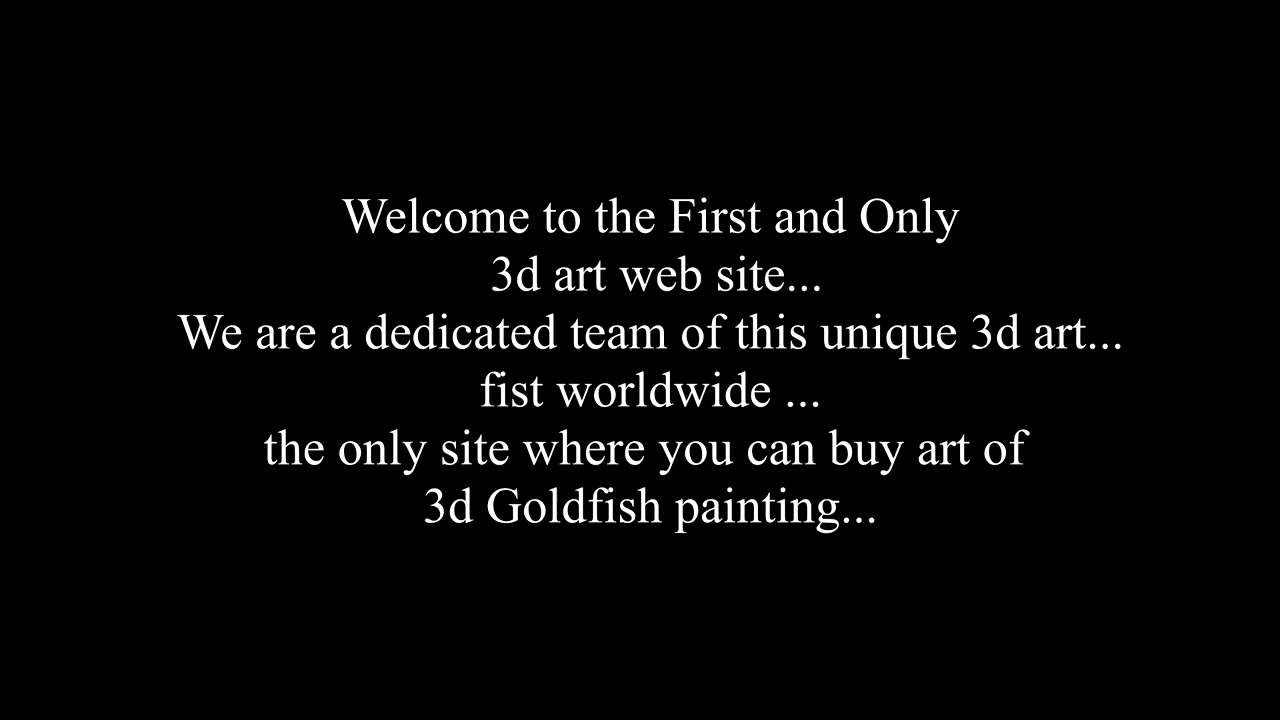 Welcome to the First and Only
3d art web site...
We are a dedicated team of this unique 3d art...
fist worldwide ...
the only site where you can buy art of
3d Goldfish painting...